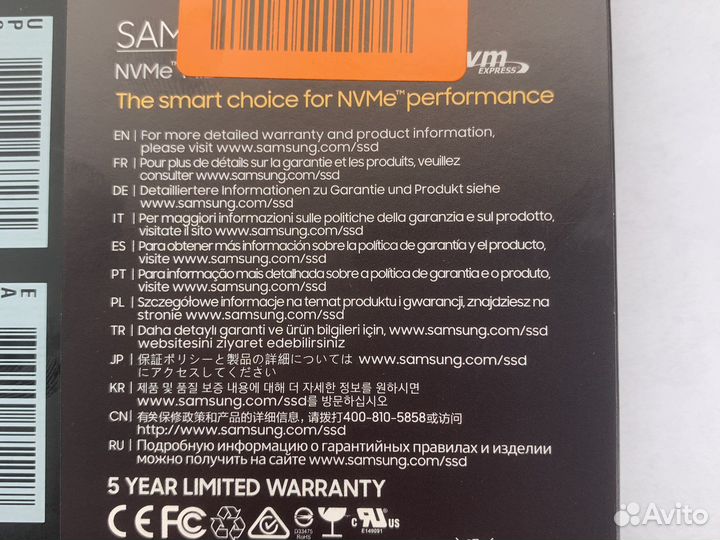 SAM
NVMe™
nvm
EXPRESS
The smart choice for NVMe™ performance
EN | For more detailed warranty and product information,
please visit www.samsung.com/ssd
FR | Pour plus de détails sur la garantie et les produits, veuillez
consulter www.samsung.com/ssd
DE | Detailliertere Informationen zu Garantie und Produkt siehe
www.samsung.com/ssd
IT | Per maggiori informazioni sulle politiche della garanzia e sul prodotto,
visitate il sito www.samsung.com/ssd
ES | Para obtener más información sobre la política de garantía y el producto,
visite www.samsung.com/ssd
PT | Para informação mais detalhada sobre a política de garantia e o produto,
visite www.samsung.com/ssd
PL | Szczegółowe informacje na temat produktu i gwarancji, znajdziesz na
stronie www.samsung.com/ssd
TR | Daha detaylı garanti ve ürün bilgileri için, www.samsung.com/ssd
websitesini ziyaret edebilirsiniz
JP | 保証ポリシーと製品の詳細については www.samsung.com/ssd
にアクセスしてください
KR | 제품 및 품질 보증 내용에 대해 더 자세한 정보를 원하시면
www.samsung.com/ssd를 방문하십시오
CN | 有关保修政策和产品的详细信息，请拨打400-810-5858或访问
http://www.samsung.com/ssd
RU | Подробную информацию о гарантийных правилах и изделии
можно получить на сайте www.samsung.com/ssd
5 YEAR LIMITED WARRANTY
CE FC D33475 RoHS c UL US E149091
U
P
E
A
Avito